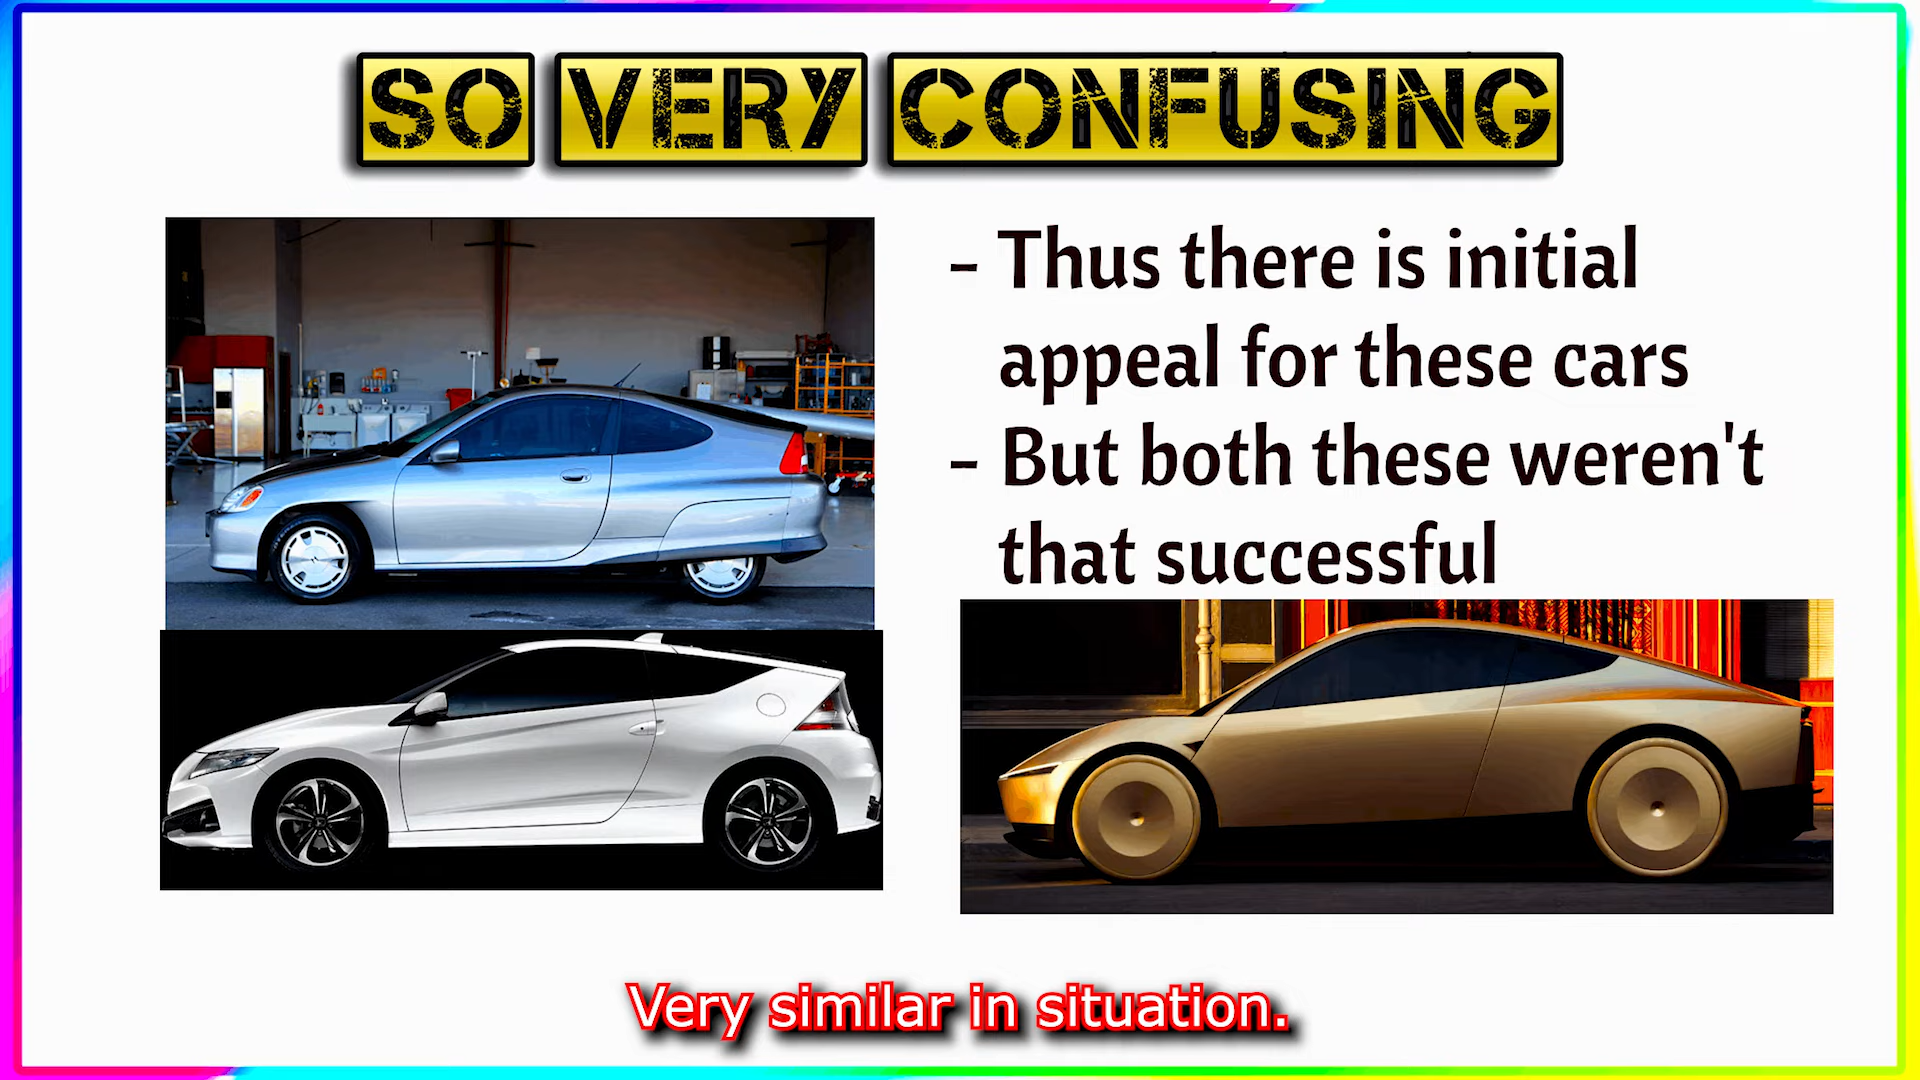 SO VERY CONFUSING
- Thus there is initial
appeal for these cars
- But both these weren't
that successful
Very similar in situation.